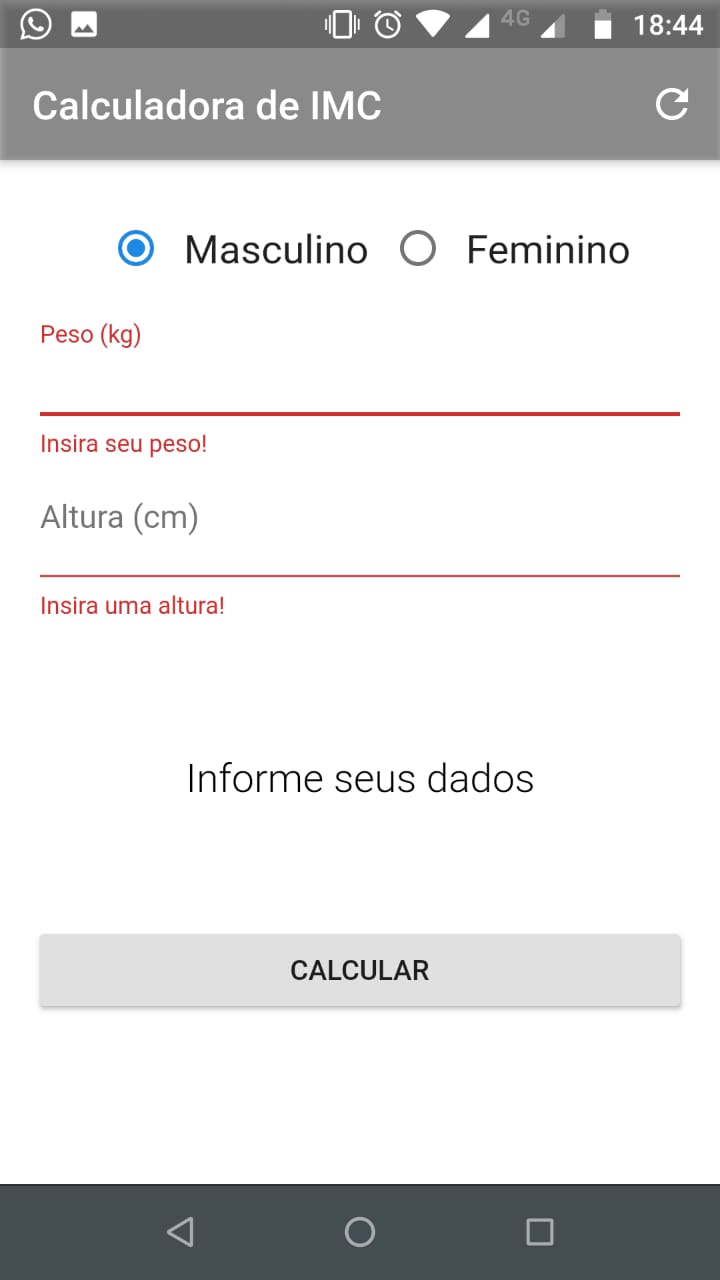 4G 18:44
Calculadora de IMC
Masculino Feminino
Peso (kg)
Insira seu peso!
Altura (cm)
Insira uma altura!
Informe seus dados
CALCULAR